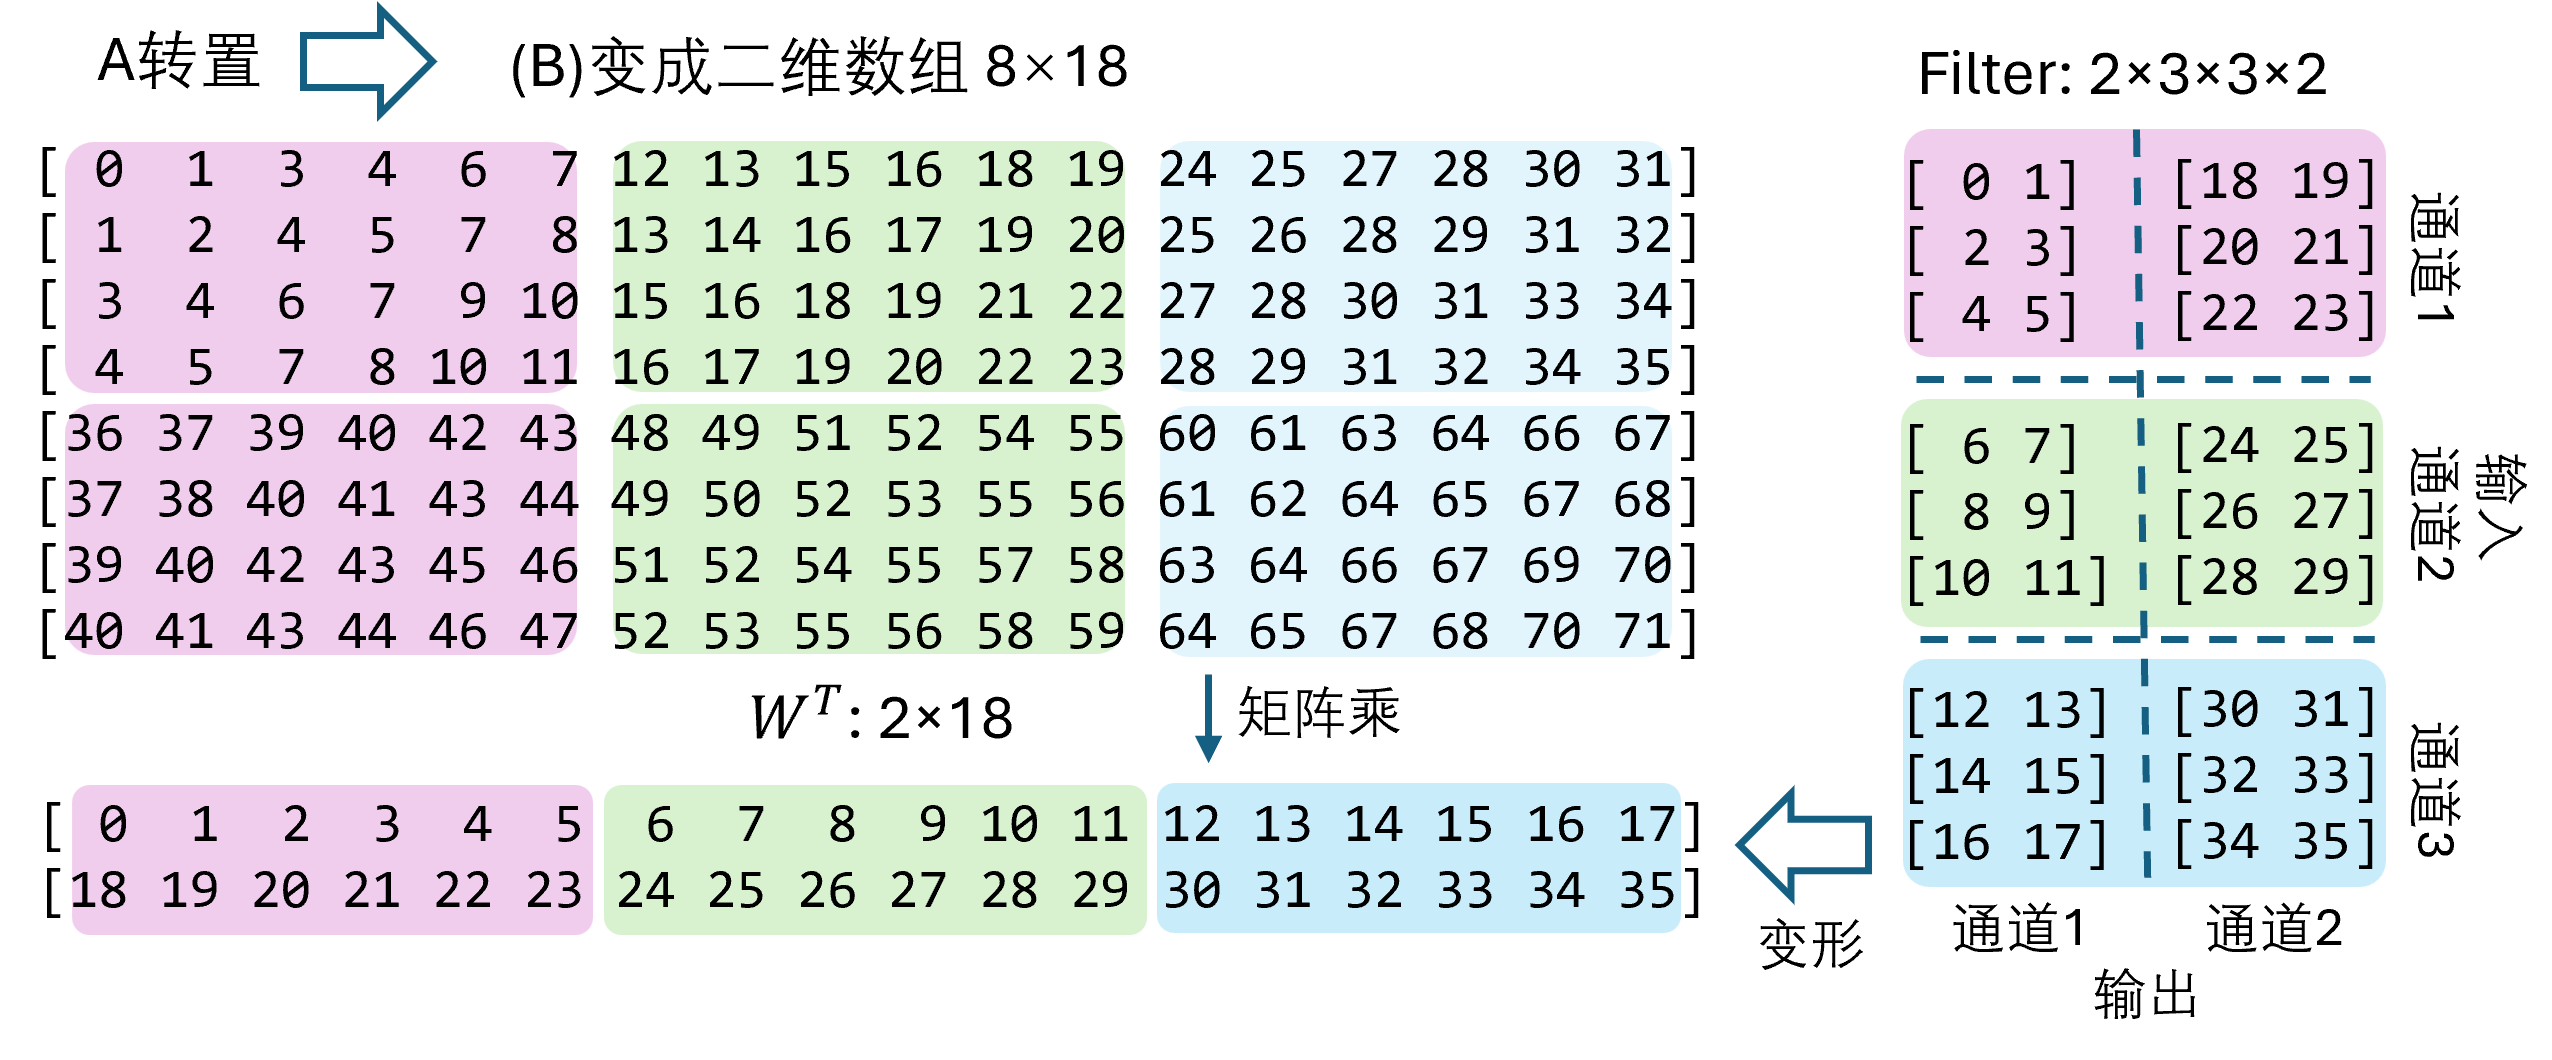 A转置
(B)变成二维数组 8×18
[ 0 1 3 4 6 7 12 13 15 16 18 19 24 25 27 28 30 31]
[ 1 2 4 5 7 8 13 14 16 17 19 20 25 26 28 29 31 32]
[ 3 4 6 7 9 10 15 16 18 19 21 22 27 28 30 31 33 34]
[ 4 5 7 8 10 11 16 17 19 20 22 23 28 29 31 32 34 35]
[36 37 39 40 42 43 48 49 51 52 54 55 60 61 63 64 66 67]
[37 38 40 41 43 44 49 50 52 53 55 56 61 62 64 65 67 68]
[39 40 42 43 45 46 51 52 54 55 57 58 63 64 66 67 69 70]
[40 41 43 44 46 47 52 53 55 56 58 59 64 65 67 68 70 71]
W^T: 2×18
矩阵乘
[ 0 1 2 3 4 5 6 7 8 9 10 11 12 13 14 15 16 17]
[18 19 20 21 22 23 24 25 26 27 28 29 30 31 32 33 34 35]
变形
Filter: 2×3×3×2
[ 0 1] [18 19]
[ 2 3] [20 21]
[ 4 5] [22 23]
通道1
[ 6 7] [24 25]
[ 8 9] [26 27]
[10 11] [28 29]
通道2
输入
[12 13] [30 31]
[14 15] [32 33]
[16 17] [34 35]
通道3
通道1 通道2
输出